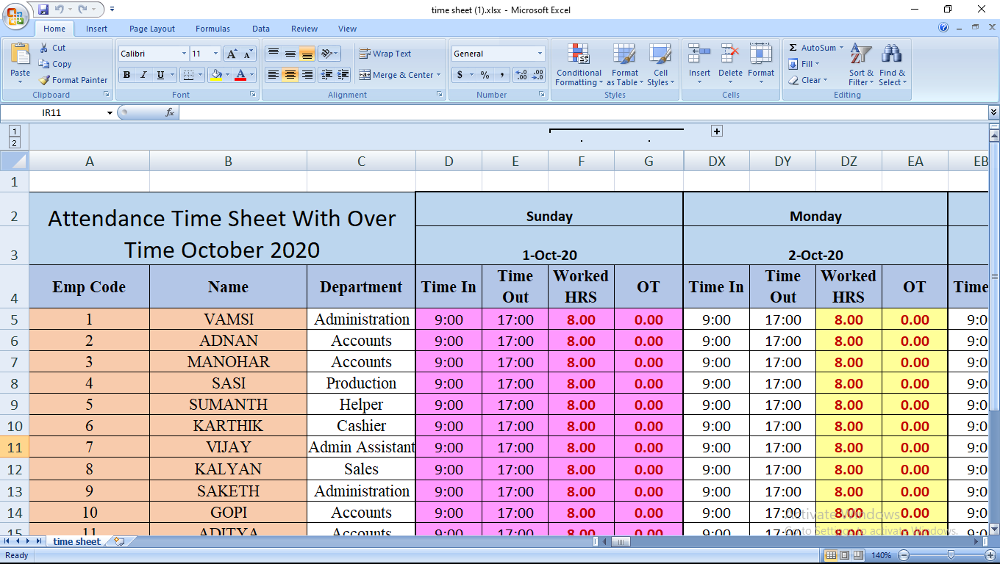 time sheet (1).xlsx - Microsoft Excel
Home Insert Page Layout Formulas Data Review View
Paste Cut Copy Format Painter Clipboard
Calibri 11 B I U Font
Wrap Text Merge & Center Alignment
General $ % , .00 Number
Conditional Formatting Format as Table Cell Styles Styles
Insert Delete Format Cells
Σ AutoSum Fill Clear Sort & Filter Find & Select Editing
IR11 fx
1
2
A B C D E F G DX DY DZ EA EB
1
2 Attendance Time Sheet With Over Sunday Monday
3 Time October 2020 1-Oct-20 2-Oct-20
4 Emp Code Name Department Time In Time Out Worked HRS OT Time In Time Out Worked HRS OT Time
5 1 VAMSI Administration 9:00 17:00 8.00 0.00 9:00 17:00 8.00 0.00 9:0
6 2 ADNAN Accounts 9:00 17:00 8.00 0.00 9:00 17:00 8.00 0.00 9:0
7 3 MANOHAR Accounts 9:00 17:00 8.00 0.00 9:00 17:00 8.00 0.00 9:0
8 4 SASI Production 9:00 17:00 8.00 0.00 9:00 17:00 8.00 0.00 9:0
9 5 SUMANTH Helper 9:00 17:00 8.00 0.00 9:00 17:00 8.00 0.00 9:0
10 6 KARTHIK Cashier 9:00 17:00 8.00 0.00 9:00 17:00 8.00 0.00 9:0
11 7 VIJAY Admin Assistant 9:00 17:00 8.00 0.00 9:00 17:00 8.00 0.00 9:0
12 8 KALYAN Sales 9:00 17:00 8.00 0.00 9:00 17:00 8.00 0.00 9:0
13 9 SAKETH Administration 9:00 17:00 8.00 0.00 9:00 17:00 8.00 0.00 9:0
14 10 GOPI Accounts 9:00 17:00 8.00 0.00 9:00 17:00 8.00 0.00 9:0
15 11 ADITYA Accounts 9:00 17:00 8.00 0.00 9:00 17:00 8.00 0.00 9:0
Activate Windows
Go to Settings to activate Windows.
time sheet
Ready 140%